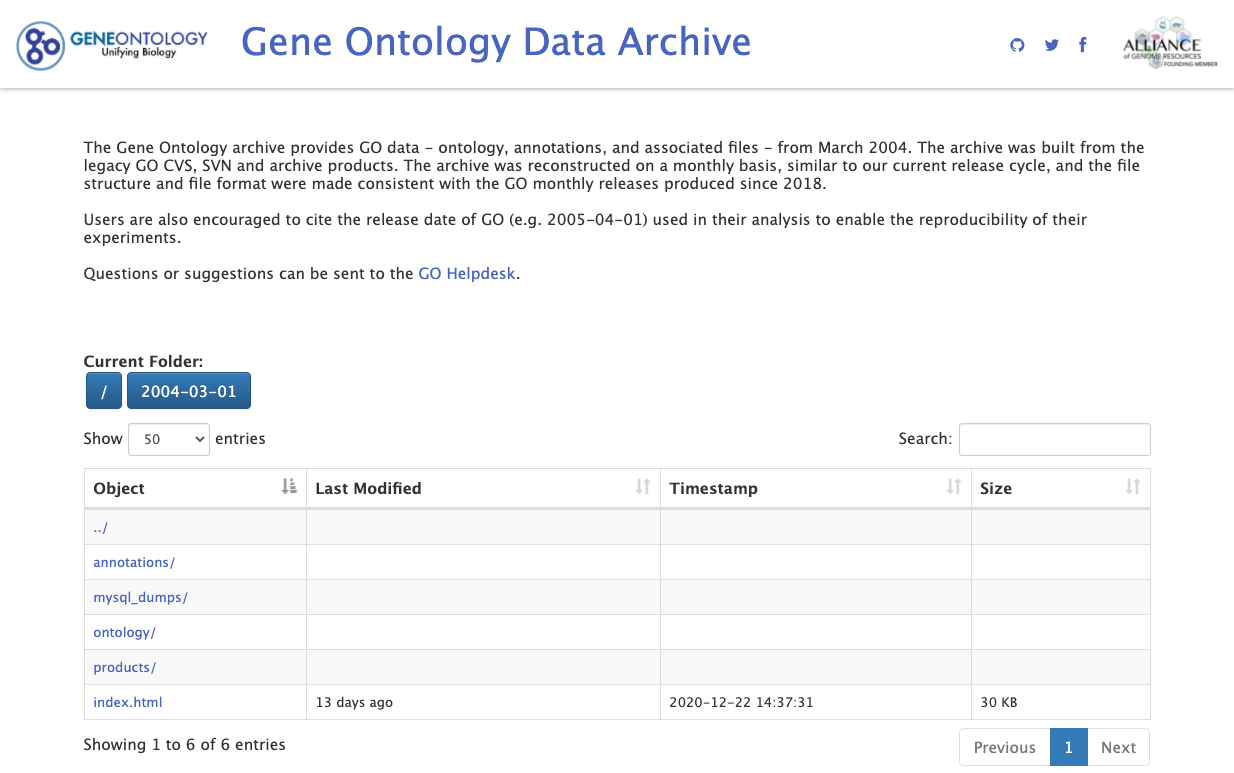 GENEONTOLOGY
Unifying Biology
Gene Ontology Data Archive
ALLIANCE
of GENOME RESOURCES
FOUNDING MEMBER
The Gene Ontology archive provides GO data – ontology, annotations, and associated files – from March 2004. The archive was built from the
legacy GO CVS, SVN and archive products. The archive was reconstructed on a monthly basis, similar to our current release cycle, and the file
structure and file format were made consistent with the GO monthly releases produced since 2018.
Users are also encouraged to cite the release date of GO (e.g. 2005-04-01) used in their analysis to enable the reproducibility of their
experiments.
Questions or suggestions can be sent to the GO Helpdesk.
Current Folder:
/ 2004-03-01
Show 50 entries Search:
Object Last Modified Timestamp Size
../
annotations/
mysql_dumps/
ontology/
products/
index.html 13 days ago 2020-12-22 14:37:31 30 KB
Showing 1 to 6 of 6 entries Previous 1 Next